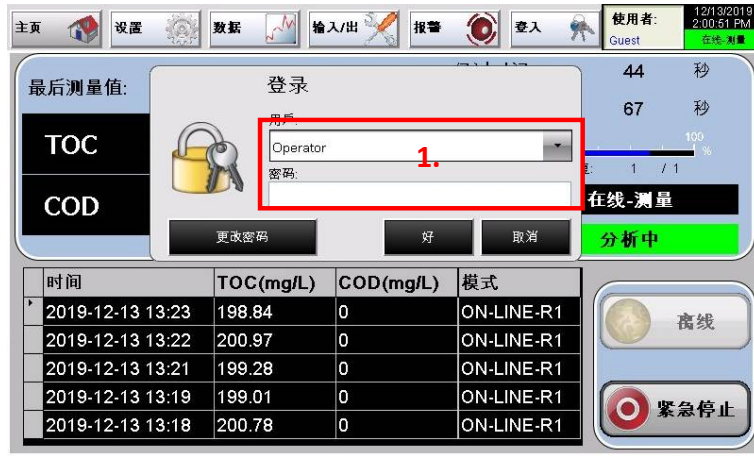 主页 设置 数据 输入/出 报警 登入 使用者: Guest 12/13/2019 2:00:51 PM 在线-测量
最后测量值:
44 秒
67 秒
TOC
100
%
1 / 1
COD
在线-测量
分析中
登录
用戶:
Operator
1.
密码:
更改密码 好 取消
时间 TOC(mg/L) COD(mg/L) 模式
2019-12-13 13:23 198.84 0 ON-LINE-R1
2019-12-13 13:22 200.97 0 ON-LINE-R1
2019-12-13 13:21 199.28 0 ON-LINE-R1
2019-12-13 13:19 199.01 0 ON-LINE-R1
2019-12-13 13:18 200.78 0 ON-LINE-R1
离线
紧急停止